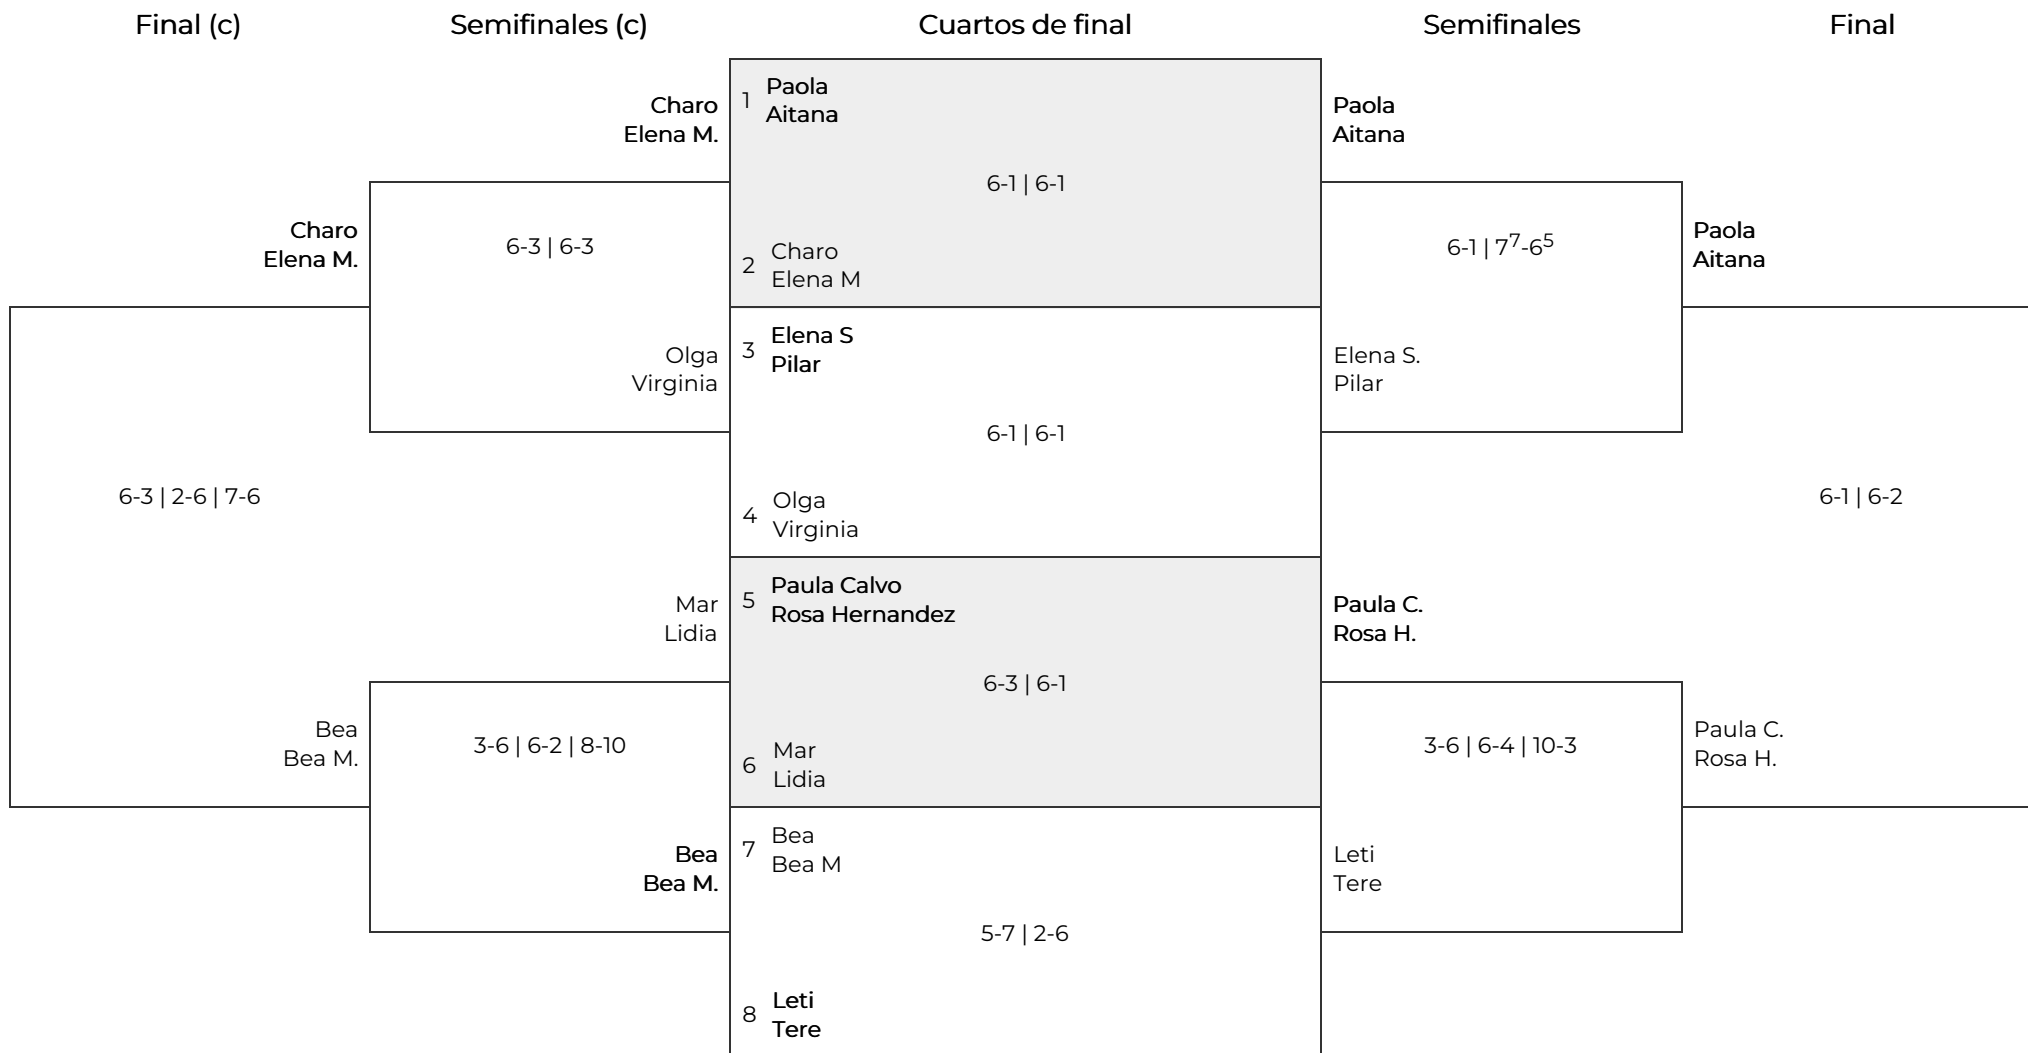 Final (c)
Semifinales (c)
Cuartos de final
Semifinales
Final
Charo
Elena M.
6-3 | 2-6 | 7-6
Bea
Bea M.
Charo
Elena M.
6-3 | 6-3
Olga
Virginia
Mar
Lidia
3-6 | 6-2 | 8-10
Bea
Bea M.
1 Paola
Aitana
6-1 | 6-1
2 Charo
Elena M
3 Elena S
Pilar
6-1 | 6-1
4 Olga
Virginia
5 Paula Calvo
Rosa Hernandez
6-3 | 6-1
6 Mar
Lidia
7 Bea
Bea M
5-7 | 2-6
8 Leti
Tere
Paola
Aitana
6-1 | 7⁷-6⁵
Elena S.
Pilar
Paula C.
Rosa H.
3-6 | 6-4 | 10-3
Leti
Tere
Paola
Aitana
6-1 | 6-2
Paula C.
Rosa H.